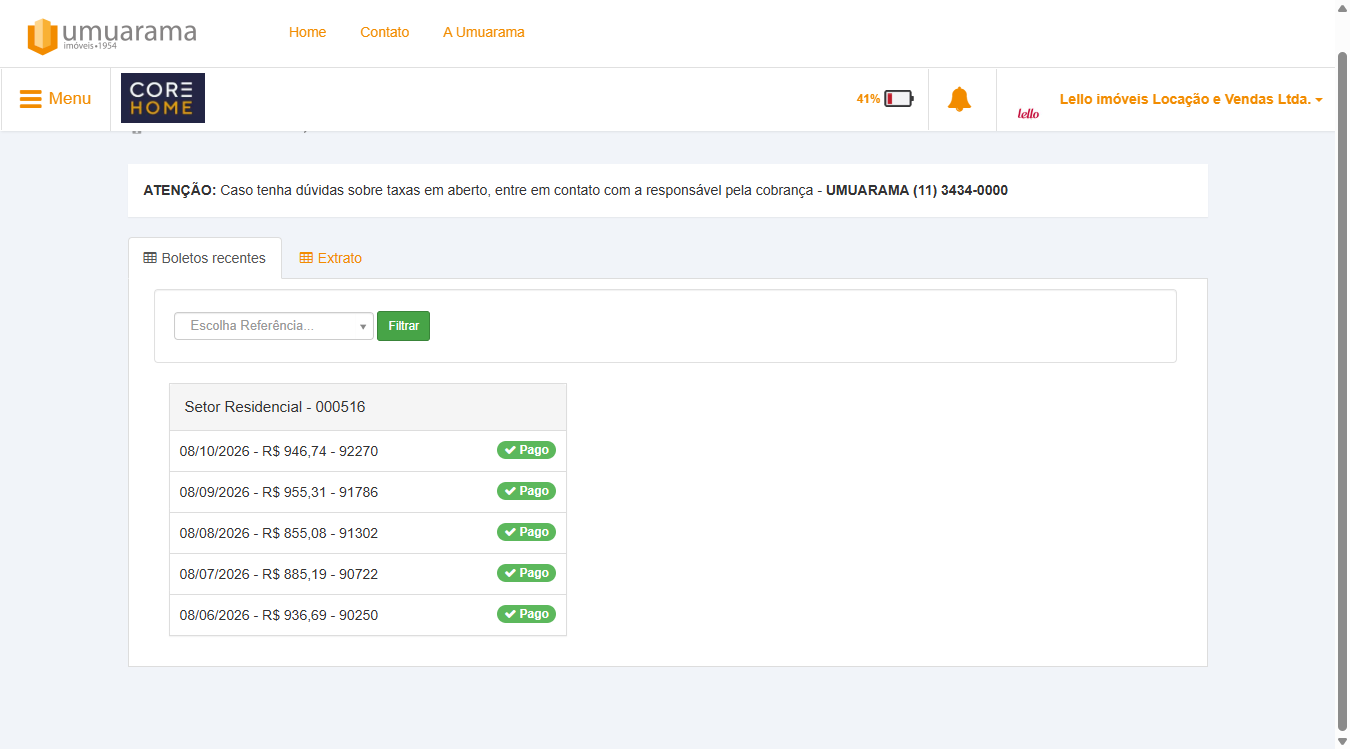 umuarama
imóveis•1954
Home
Contato
A Umuarama
Menu
CORE
HOME
41%
lello
Lello imóveis Locação e Vendas Ltda.
ATENÇÃO: Caso tenha dúvidas sobre taxas em aberto, entre em contato com a responsável pela cobrança - UMUARAMA (11) 3434-0000
Boletos recentes
Extrato
Escolha Referência...
Filtrar
Setor Residencial - 000516
08/10/2026 - R$ 946,74 - 92270 Pago
08/09/2026 - R$ 955,31 - 91786 Pago
08/08/2026 - R$ 855,08 - 91302 Pago
08/07/2026 - R$ 885,19 - 90722 Pago
08/06/2026 - R$ 936,69 - 90250 Pago